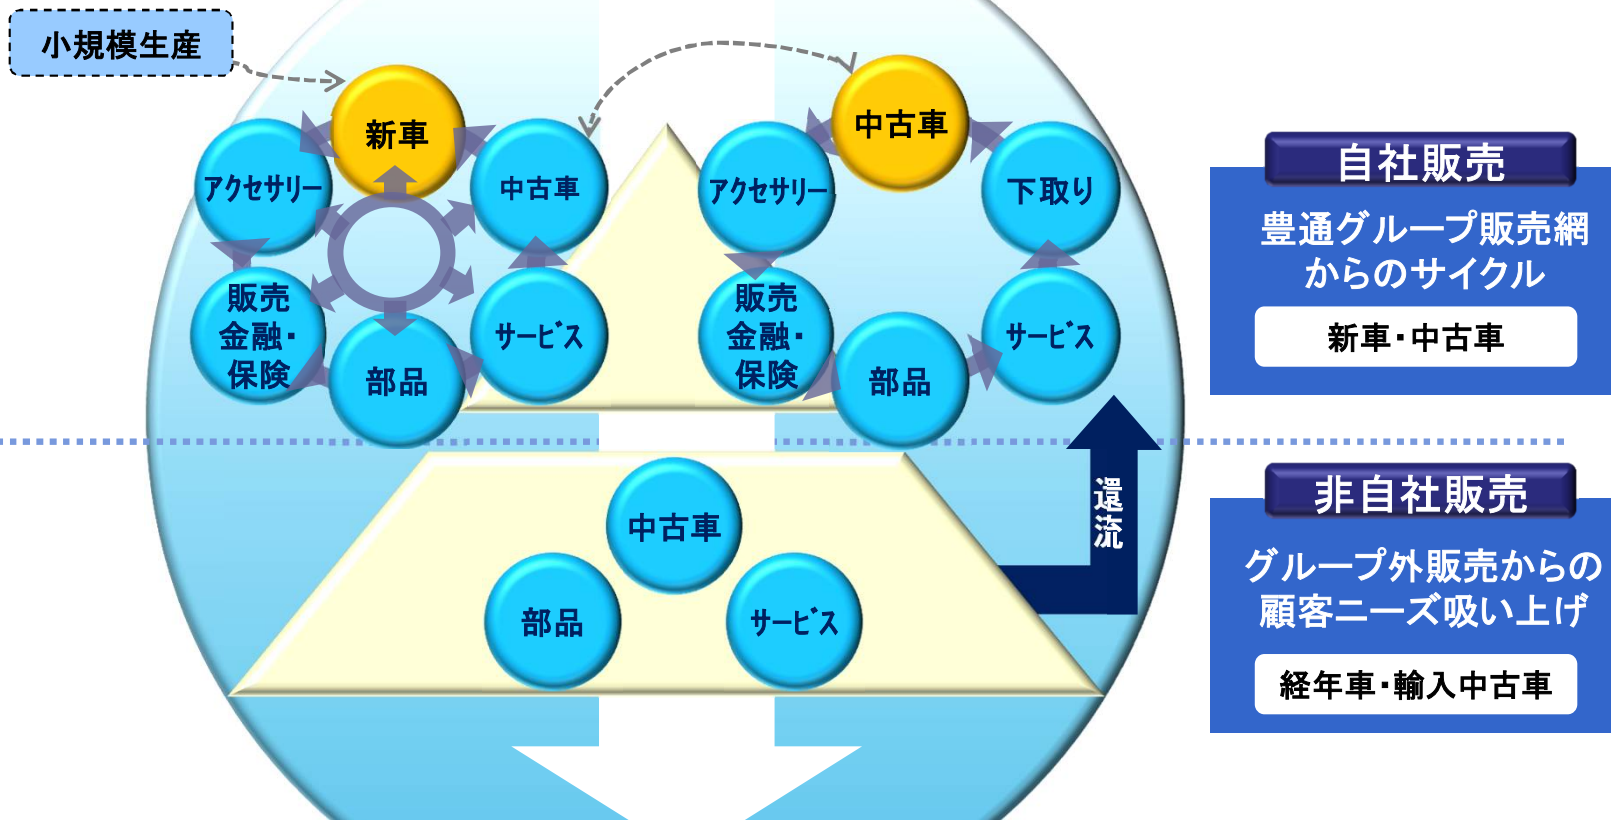 小規模生産
新車
アクセサリー
中古車
販売
金融・
保険
部品
サービス
中古車
アクセサリー
下取り
販売
金融・
保険
部品
サービス
自社販売
豊通グループ販売網
からのサイクル
新車・中古車
中古車
部品
サービス
還流
非自社販売
グループ外販売からの
顧客ニーズ吸い上げ
経年車・輸入中古車